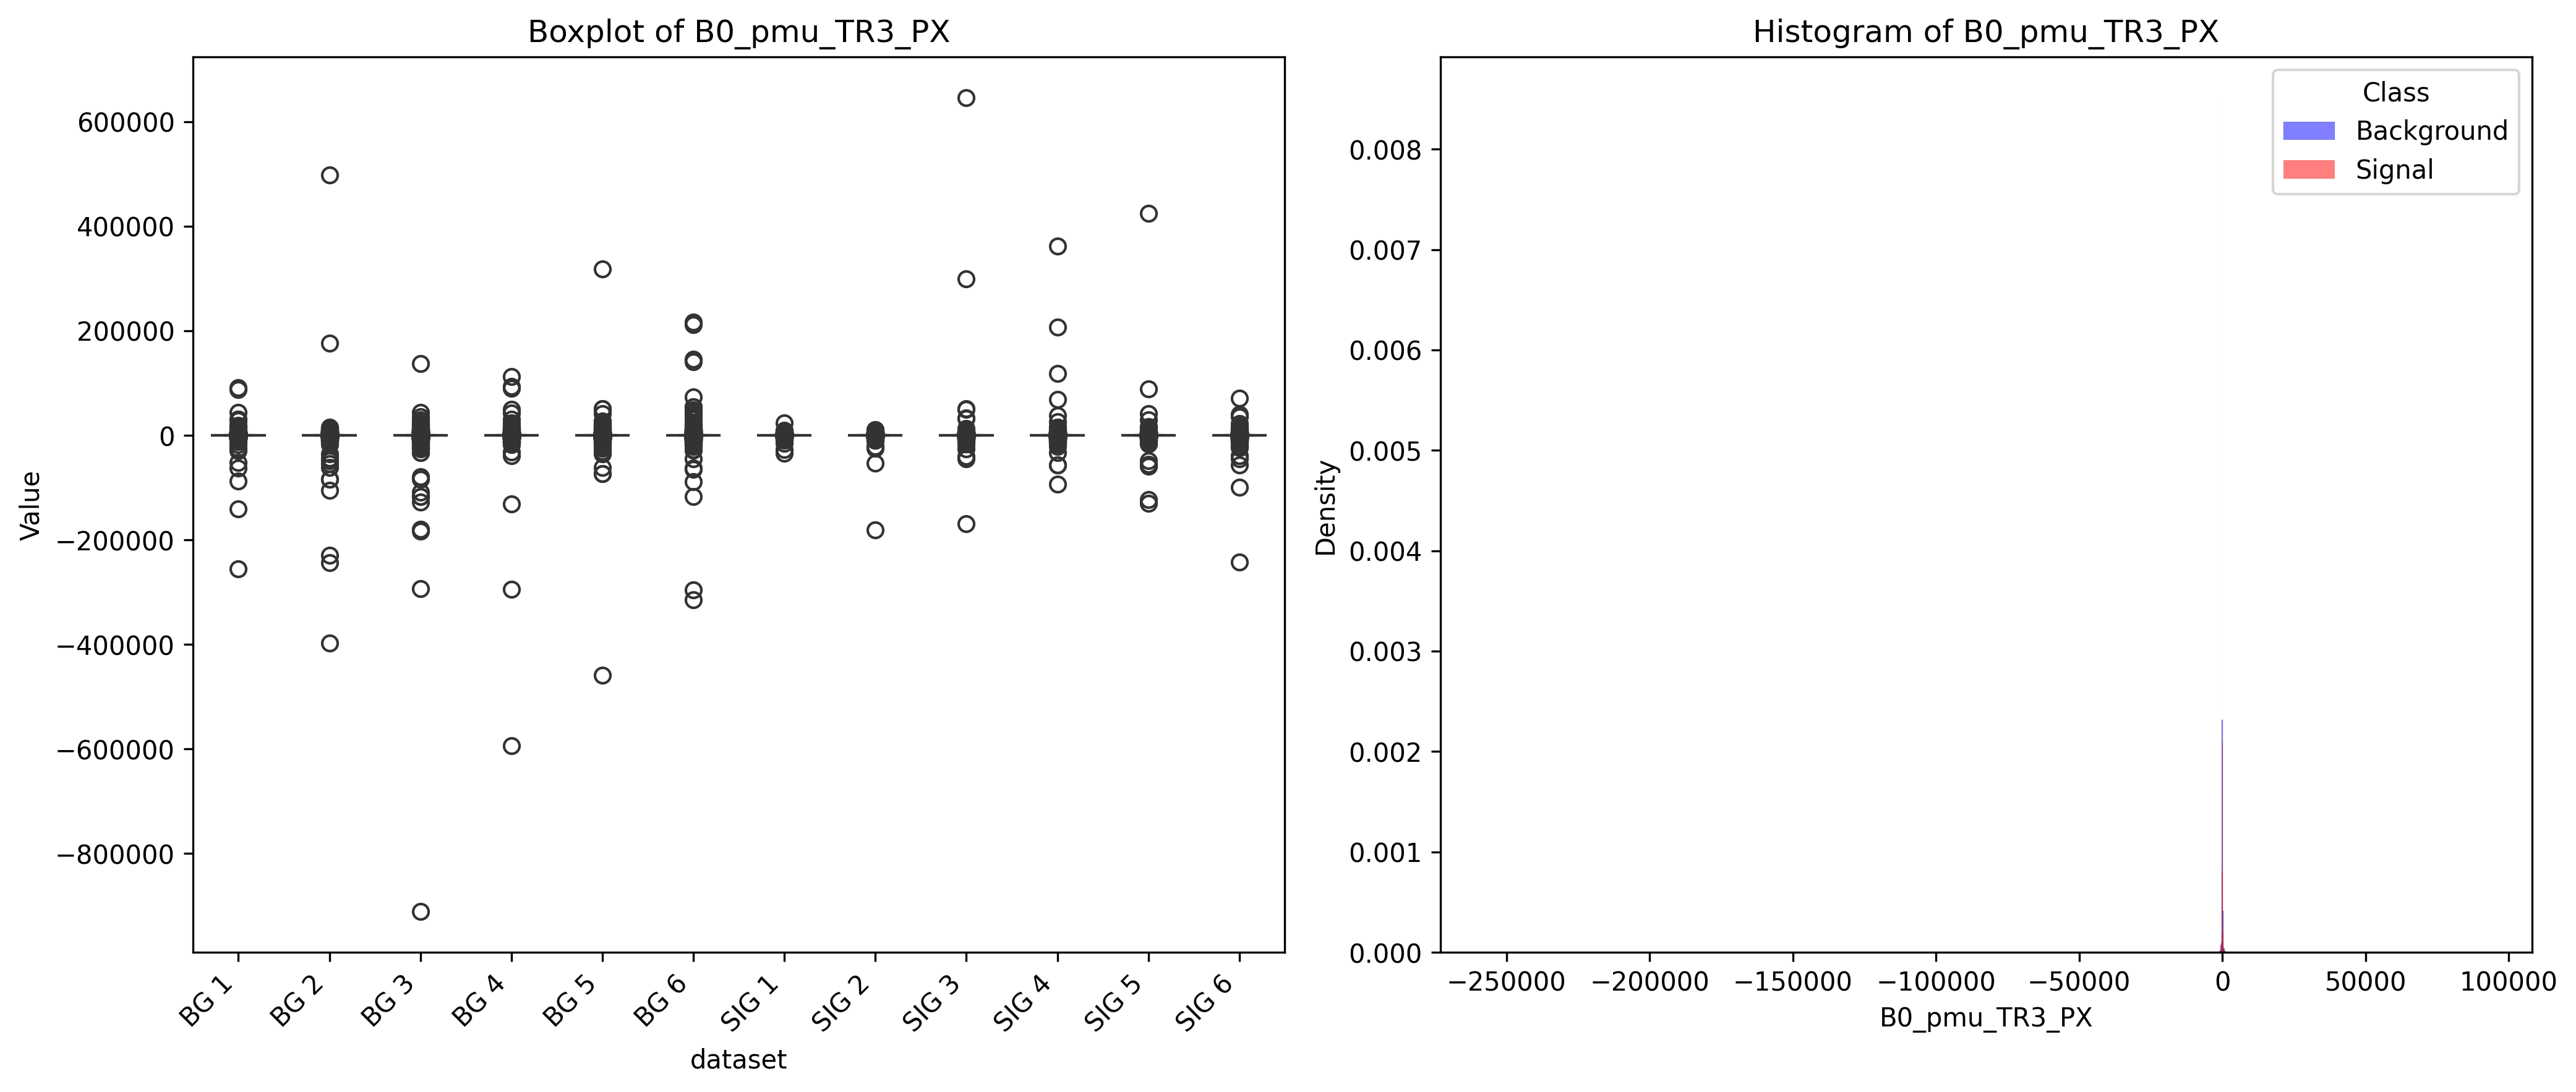 Boxplot of B0_pmu_TR3_PX
600000
400000
200000
0
−200000
−400000
−600000
−800000
Value
BG 1
BG 2
BG 3
BG 4
BG 5
BG 6
SIG 1
SIG 2
SIG 3
SIG 4
SIG 5
SIG 6
dataset
Histogram of B0_pmu_TR3_PX
Class
Background
Signal
0.008
0.007
0.006
0.005
0.004
0.003
0.002
0.001
0.000
Density
−250000
−200000
−150000
−100000
−50000
0
50000
100000
B0_pmu_TR3_PX